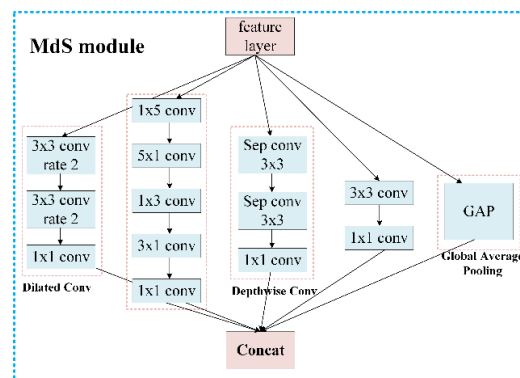 MdS module
feature
layer
3x3 conv
rate 2
3x3 conv
rate 2
1x1 conv
Dilated Conv
1x5 conv
5x1 conv
1x3 conv
3x1 conv
1x1 conv
Sep conv
3x3
Sep conv
3x3
1x1 conv
Depthwise Conv
3x3 conv
1x1 conv
GAP
Global Average
Pooling
Concat